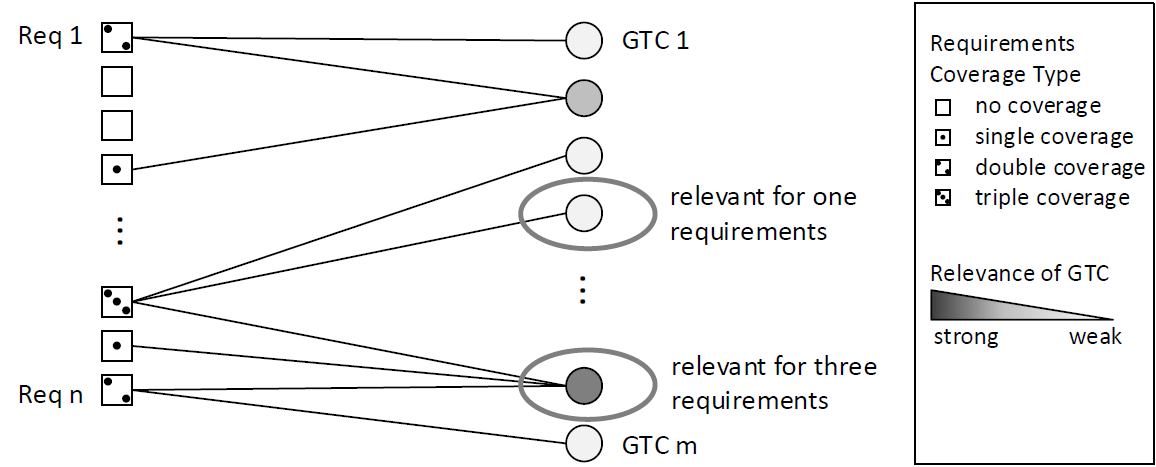 Req 1
GTC 1
relevant for one
requirements
...
...
relevant for three
requirements
Req n
GTC m
Requirements
Coverage Type
no coverage
single coverage
double coverage
triple coverage
Relevance of GTC
strong weak